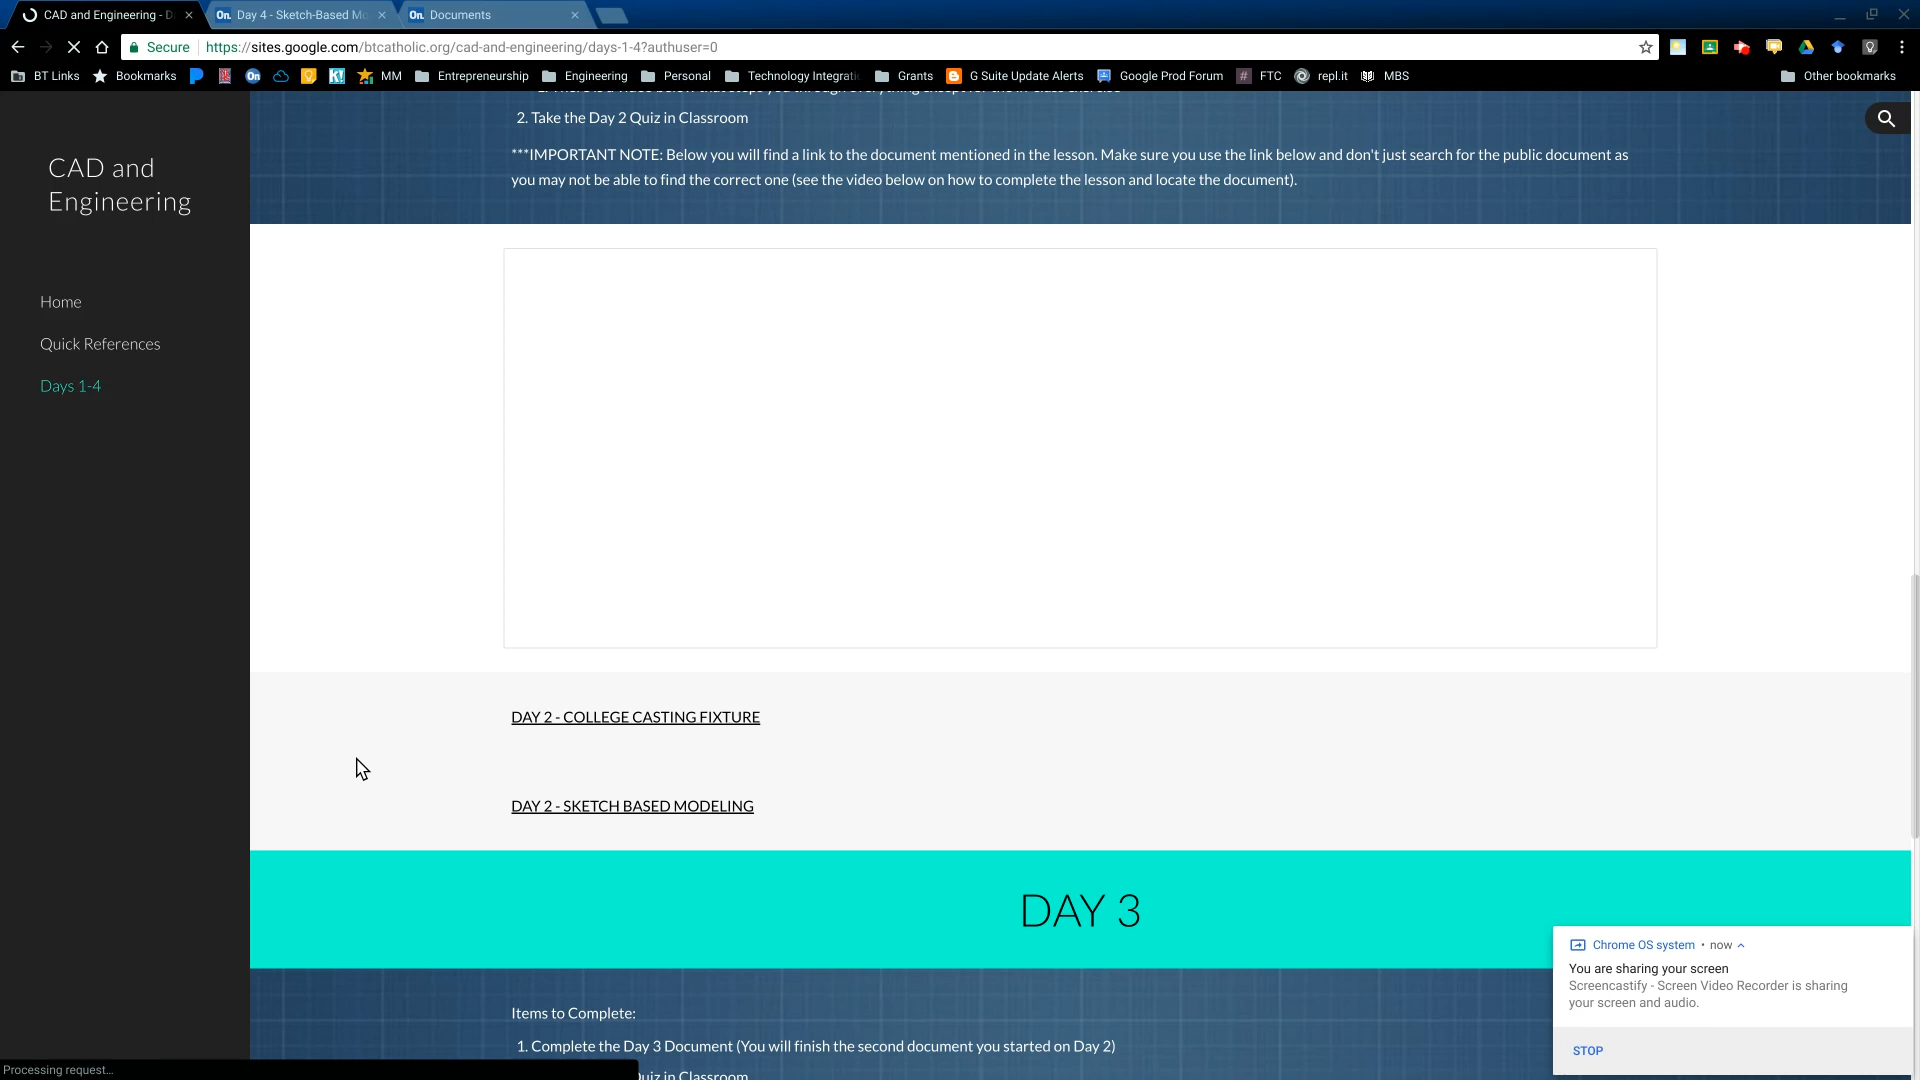 CAD and Engineering - D
Day 4 - Sketch-Based Mo
Documents
Secure
https://sites.google.com/btcatholic.org/cad-and-engineering/days-1-4?authuser=0
BT Links
Bookmarks
MM
Entrepreneurship
Engineering
Personal
Technology Integratio
Grants
G Suite Update Alerts
Google Prod Forum
FTC
repl.it
MBS
Other bookmarks
CAD and
Engineering
Home
Quick References
Days 1-4
2. Take the Day 2 Quiz in Classroom
***IMPORTANT NOTE: Below you will find a link to the document mentioned in the lesson. Make sure you use the link below and don't just search for the public document as
you may not be able to find the correct one (see the video below on how to complete the lesson and locate the document).
DAY 2 - COLLEGE CASTING FIXTURE
DAY 2 - SKETCH BASED MODELING
DAY 3
Items to Complete:
1. Complete the Day 3 Document (You will finish the second document you started on Day 2)
Quiz in Classroom
Chrome OS system • now
You are sharing your screen
Screencastify - Screen Video Recorder is sharing
your screen and audio.
STOP
Processing request...